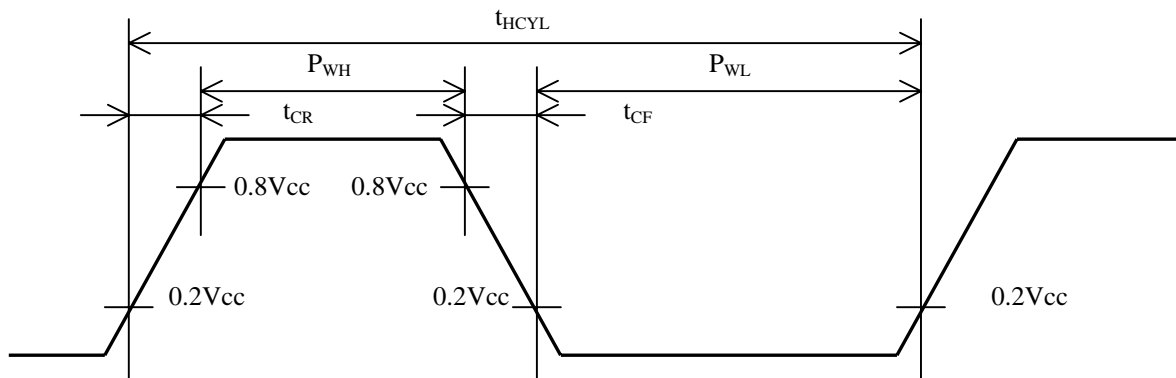 tHCYL
PWH PWL
tCR tCF
0.8Vcc 0.8Vcc
0.2Vcc 0.2Vcc 0.2Vcc